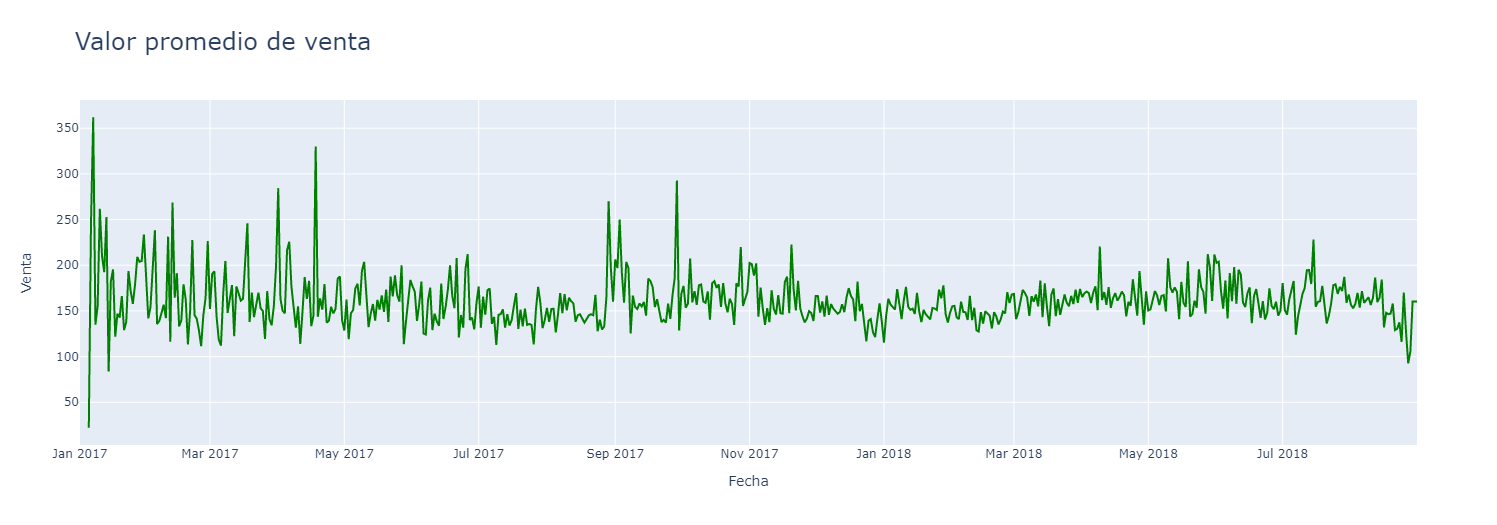 Valor promedio de venta
350
300
250
200
150
100
50
Venta
Jan 2017 Mar 2017 May 2017 Jul 2017 Sep 2017 Nov 2017 Jan 2018 Mar 2018 May 2018 Jul 2018
Fecha